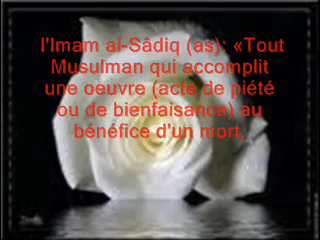 l'Imam al-Sâdiq (as): «Tout
Musulman qui accomplit
une oeuvre (acte de piété
ou de bienfaisance) au
bénéfice d'un mort,